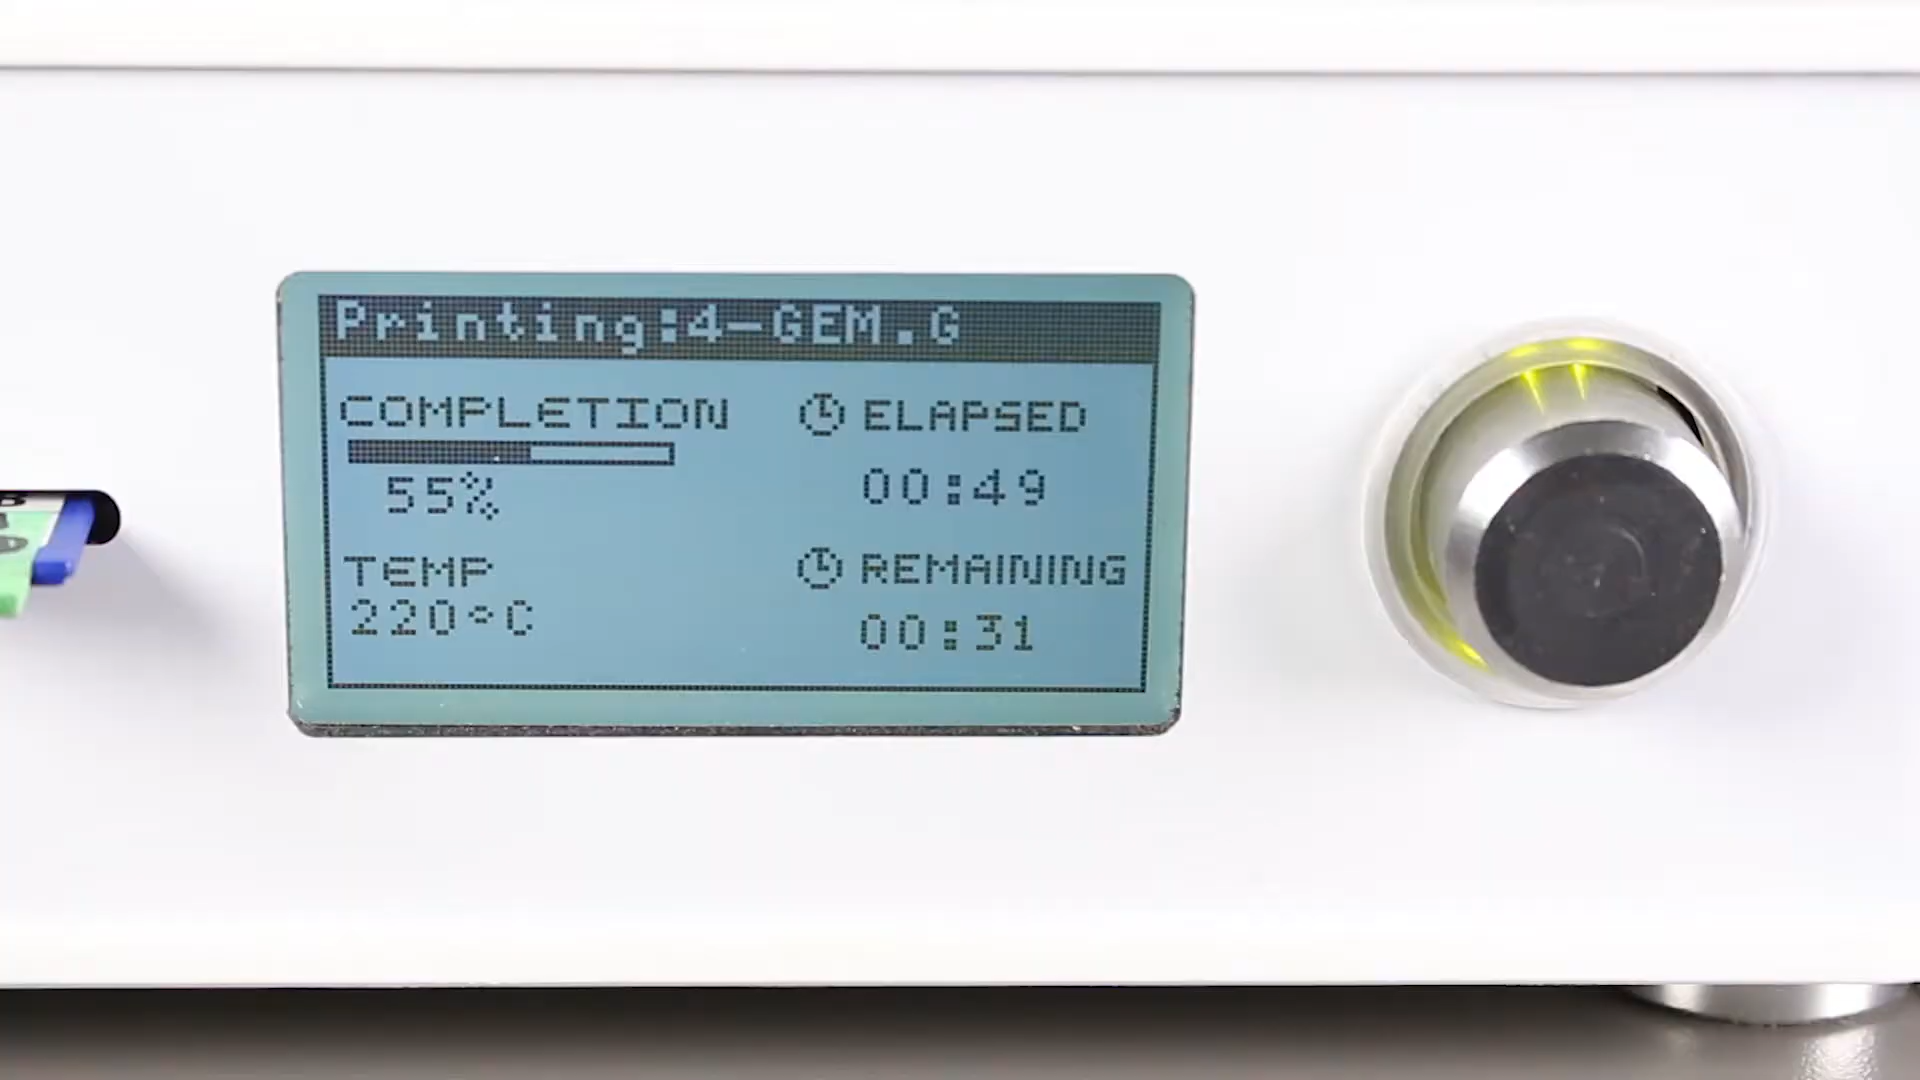 Printing:4-GEM.G
COMPLETION
55%
TEMP
220°C
ELAPSED
00:49
REMAINING
00:31